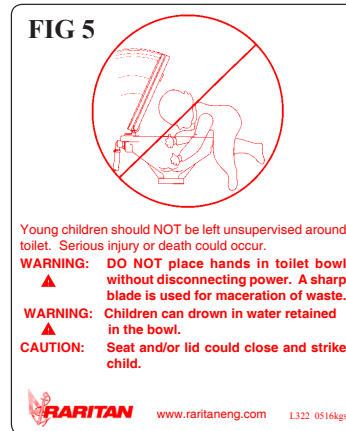 FIG 5
Young children should NOT be left unsupervised around
toilet. Serious injury or death could occur.
WARNING: DO NOT place hands in toilet bowl
without disconnecting power. A sharp
blade is used for maceration of waste.
WARNING: Children can drown in water retained
in the bowl.
CAUTION: Seat and/or lid could close and strike
child.
RARITAN www.raritaneng.com L322 0516kgs